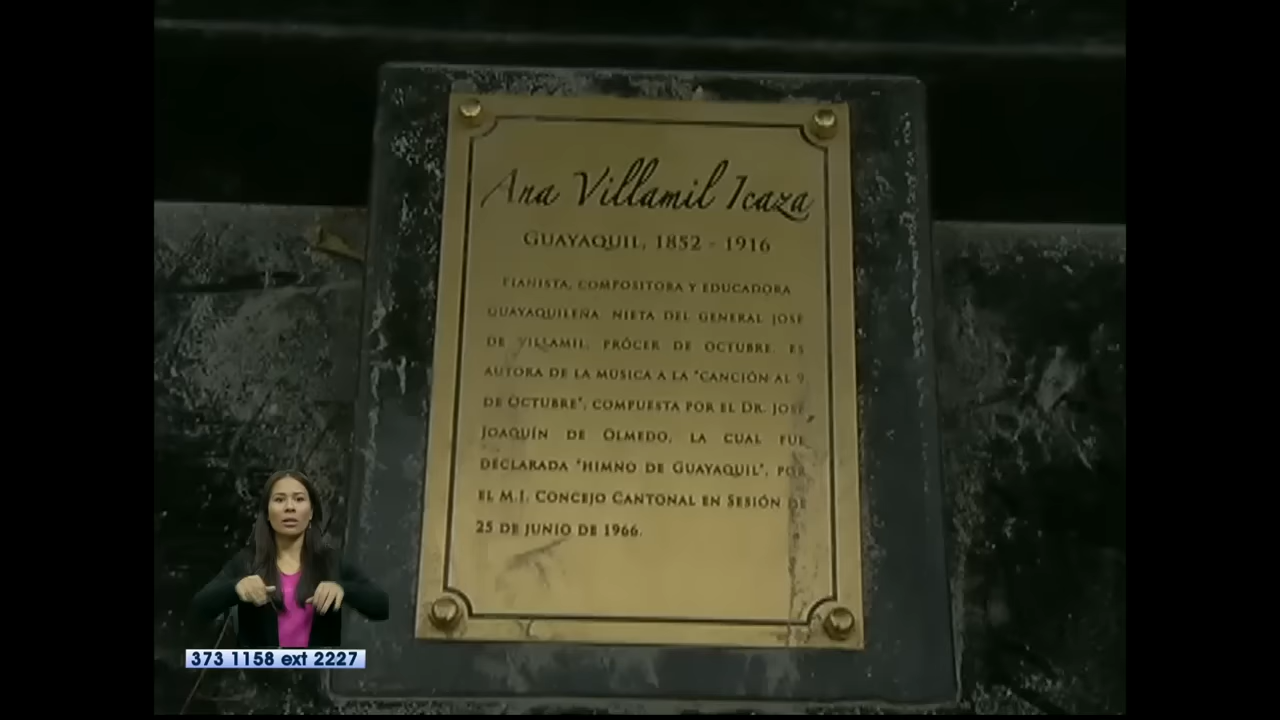 Ana Villamil Icaza
GUAYAQUIL, 1852 - 1916
PIANISTA, COMPOSITORA Y EDUCADORA
GUAYAQUILEÑA, NIETA DEL GENERAL JOSÉ
DE VILLAMIL, PRÓCER DE OCTUBRE. ES
AUTORA DE LA MÚSICA A LA "CANCIÓN AL 9
DE OCTUBRE", COMPUESTA POR EL DR. JOSÉ
JOAQUÍN DE OLMEDO, LA CUAL FUE
DECLARADA "HIMNO DE GUAYAQUIL", POR
EL M.I. CONCEJO CANTONAL EN SESIÓN DE
25 DE JUNIO DE 1966.
373 1158 ext 2227